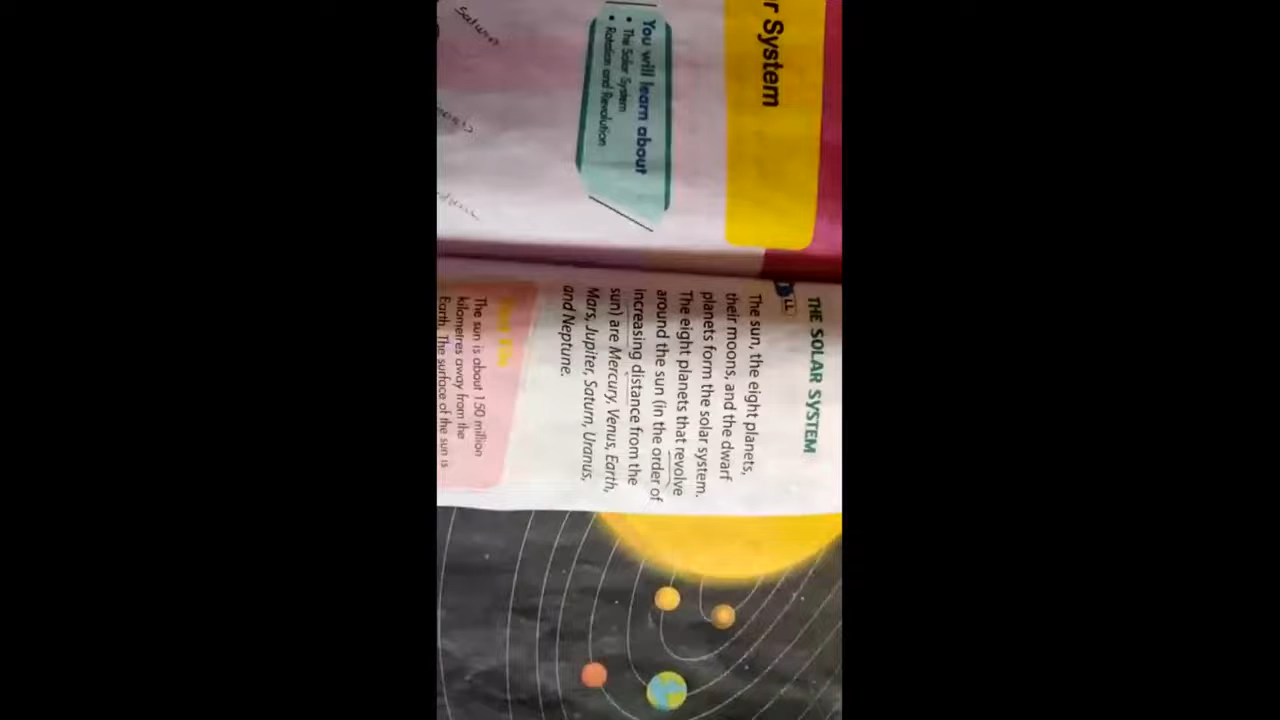 r System
You will learn about
• The Solar System
• Rotation and Revolution
Saturn
THE SOLAR SYSTEM
LL
The sun, the eight planets,
their moons, and the dwarf
planets form the solar system.
The eight planets that revolve
around the sun (in the order of
increasing distance from the
sun) are Mercury, Venus, Earth,
Mars, Jupiter, Saturn, Uranus,
and Neptune.
The sun is about 150 million
kilometres away from the
Earth. The surface of the sun is